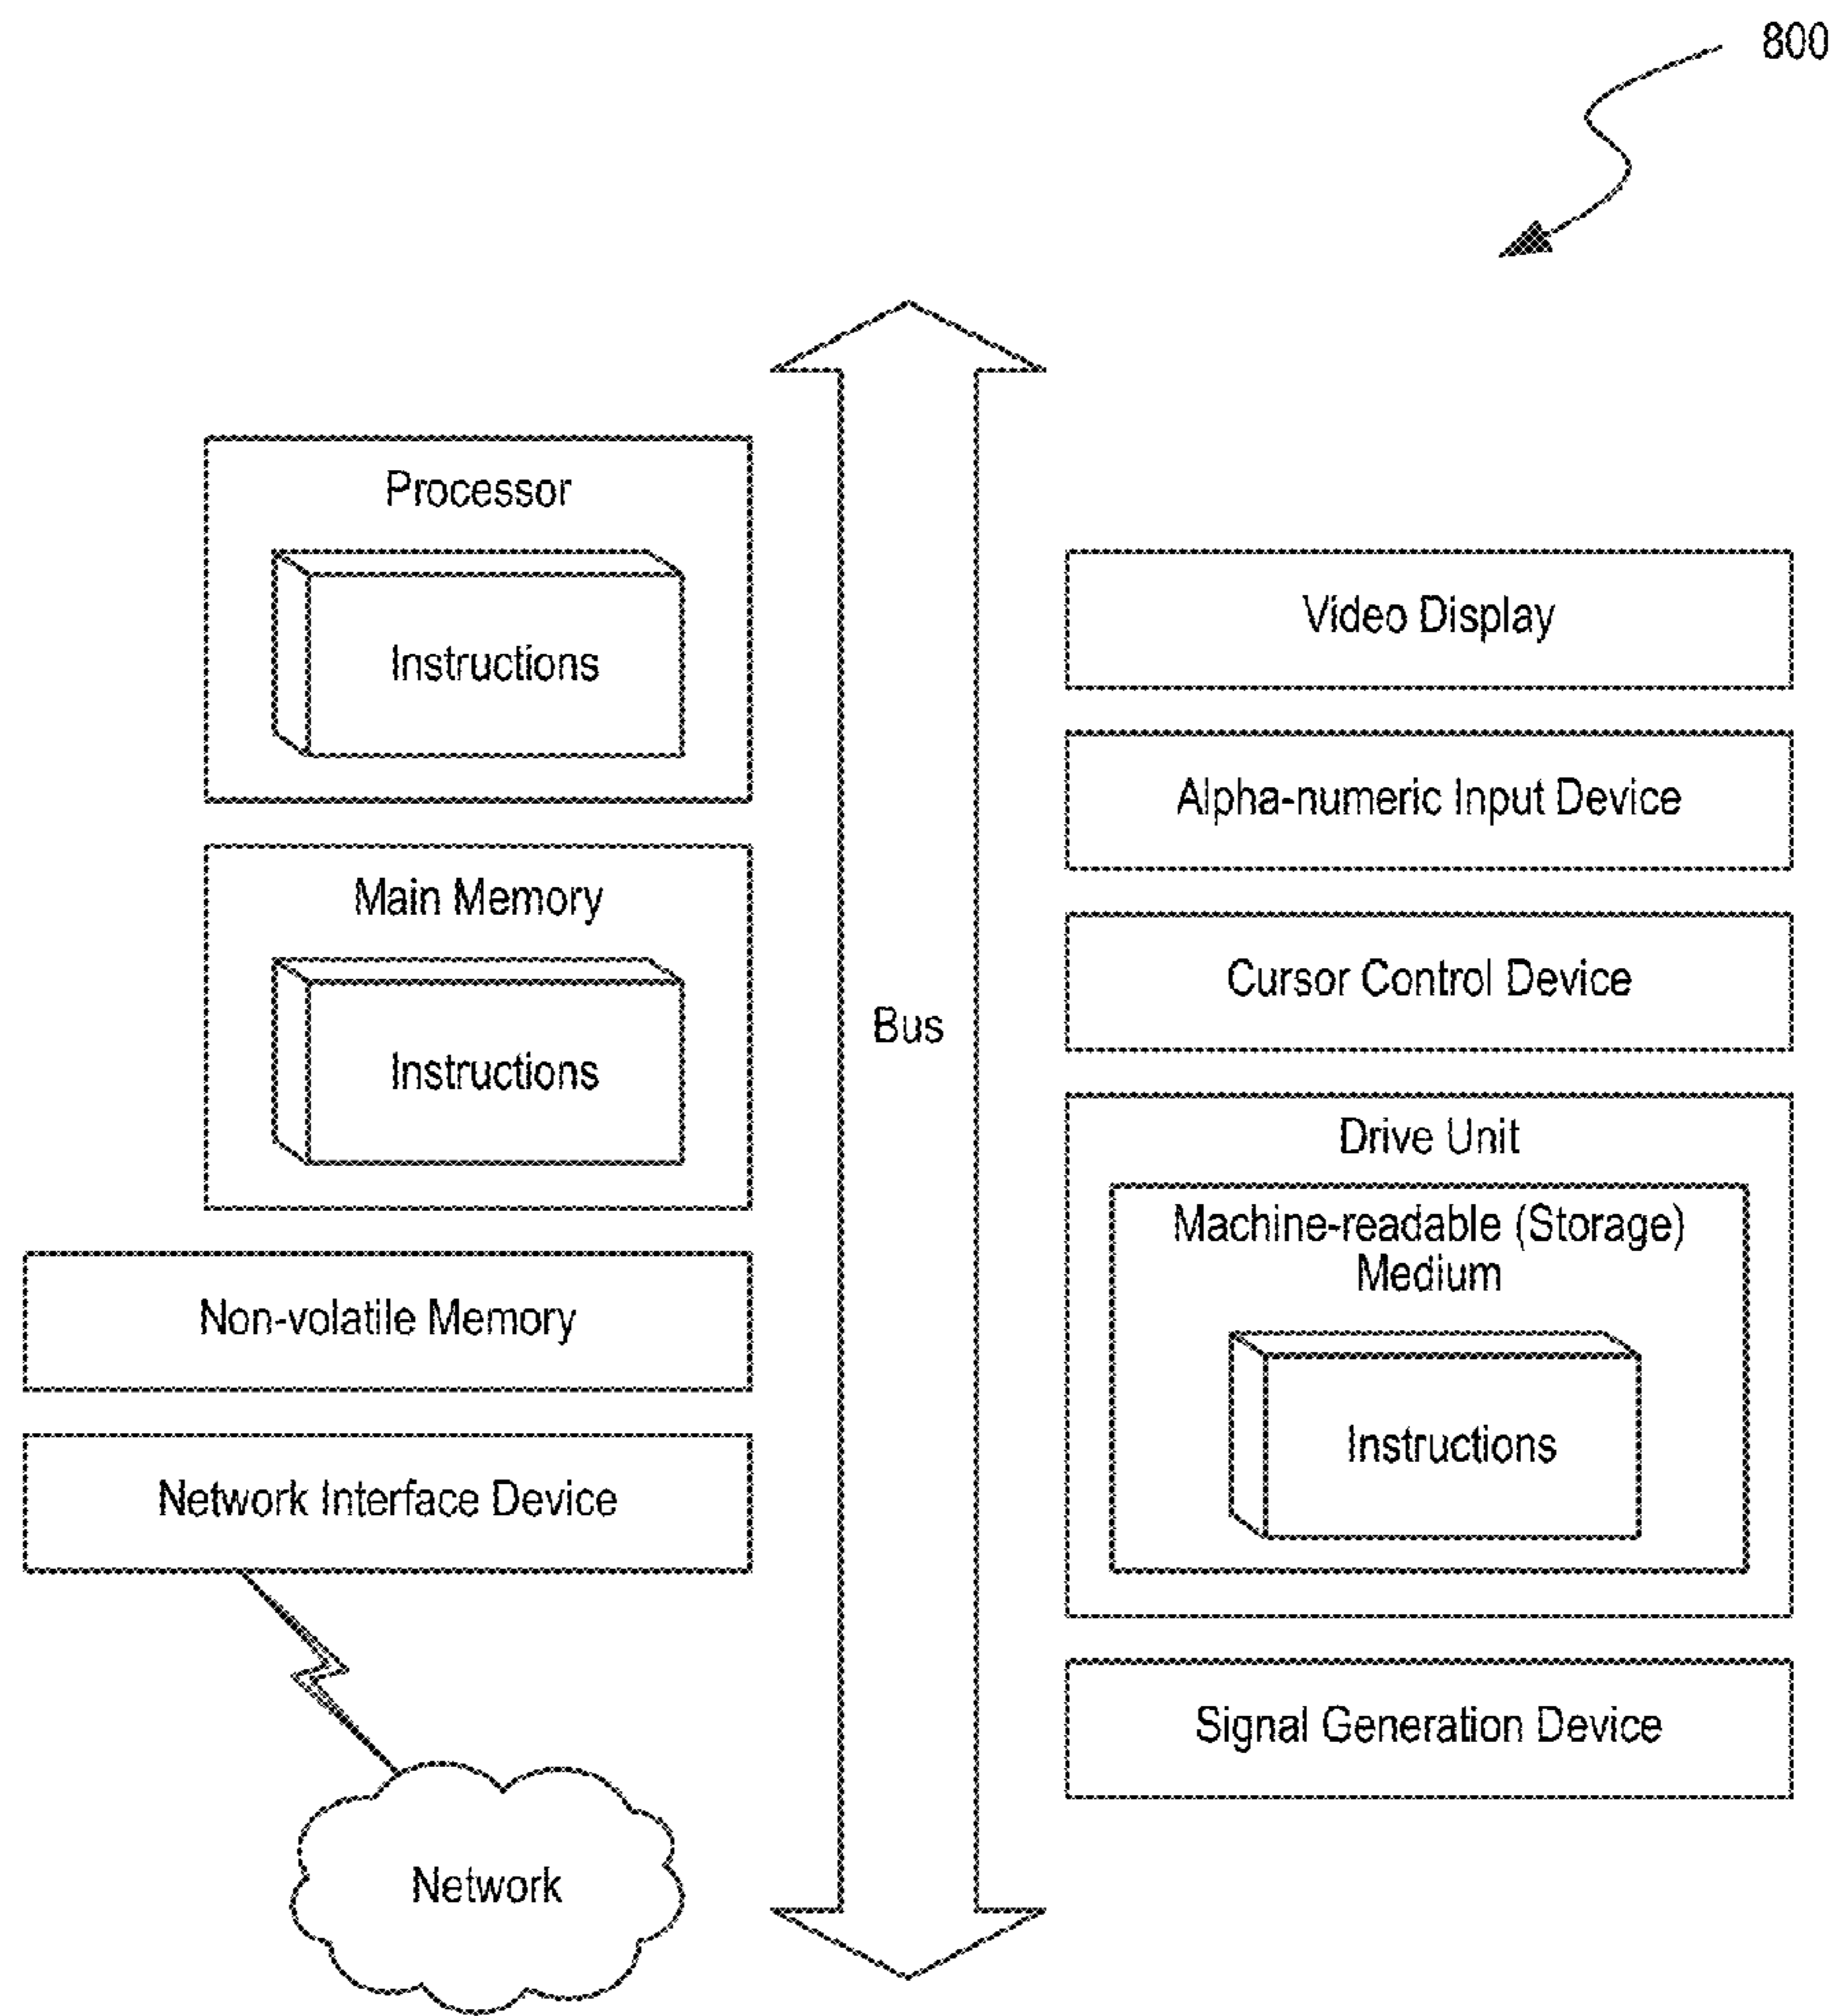 800
Processor
Instructions
Main Memory
Instructions
Non-volatile Memory
Network Interface Device
Network
Bus
Video Display
Alpha-numeric Input Device
Cursor Control Device
Drive Unit
Machine-readable (Storage)
Medium
Instructions
Signal Generation Device